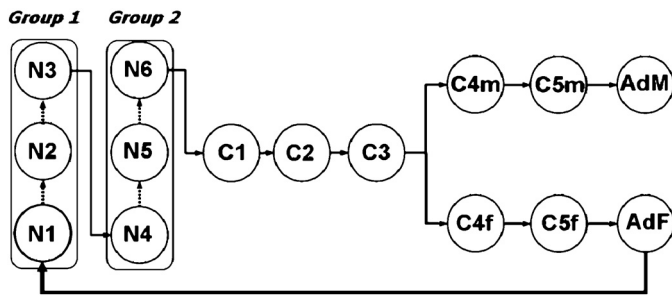 Group 1 Group 2
N3 N6 C4m C5m AdM
N2 N5 C1 C2 C3
N1 N4 C4f C5f AdF